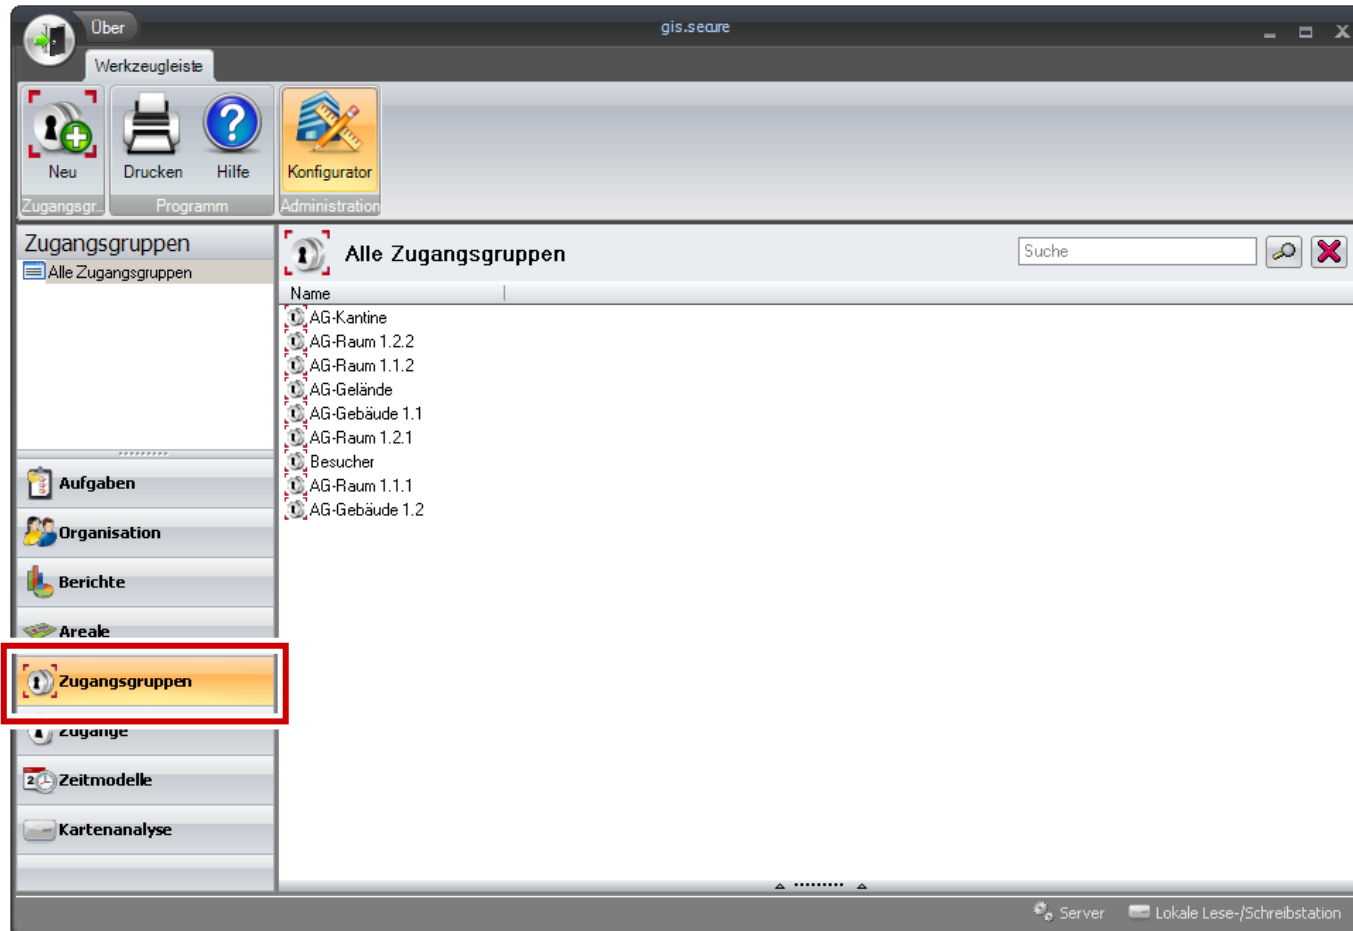 Über
gis.secure
Werkzeugleiste
Neu
Drucken
Hilfe
Konfigurator
Zugangsgr...
Programm
Administration
Zugangsgruppen
Alle Zugangsgruppen
Alle Zugangsgruppen
Suche
Name
AG-Kantine
AG-Raum 1.2.2
AG-Raum 1.1.2
AG-Gelände
AG-Gebäude 1.1
AG-Raum 1.2.1
Besucher
AG-Raum 1.1.1
AG-Gebäude 1.2
Aufgaben
Organisation
Berichte
Areale
Zugangsgruppen
Zugänge
Zeitmodelle
Kartenanalyse
Server
Lokale Lese-/Schreibstation